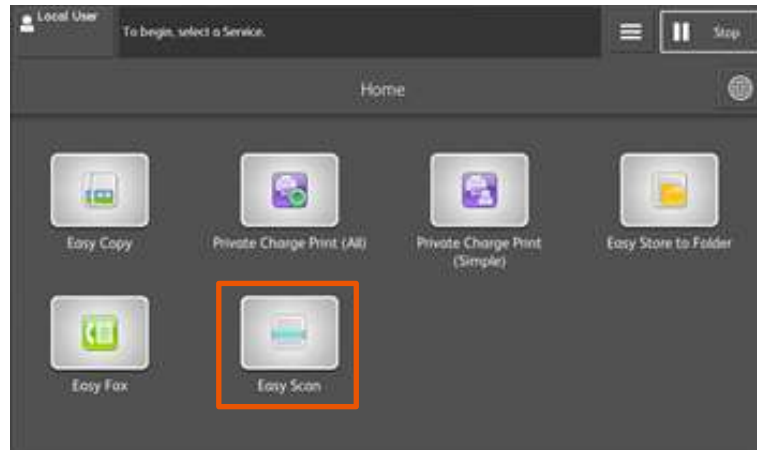 Local User
To begin, select a Service.
Stop
Home
Easy Copy
Private Charge Print (All)
Private Charge Print
(Simple)
Easy Store to Folder
Easy Fax
Easy Scan